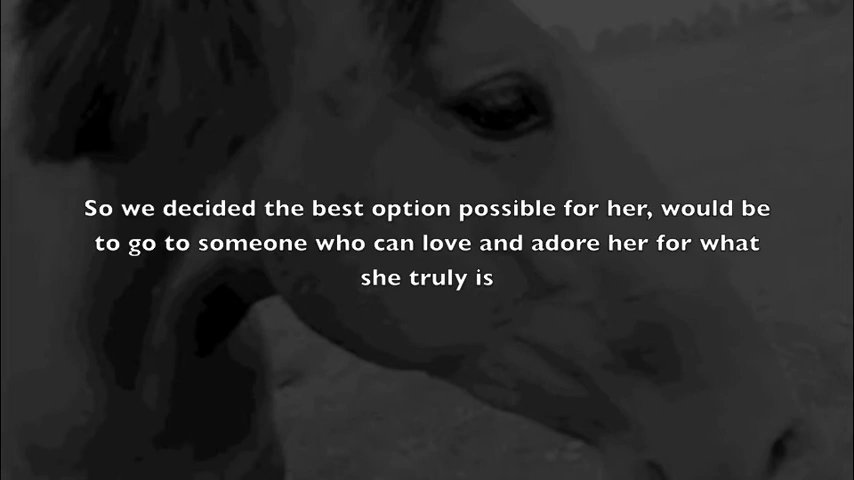 So we decided the best option possible for her, would be
to go to someone who can love and adore her for what
she truly is